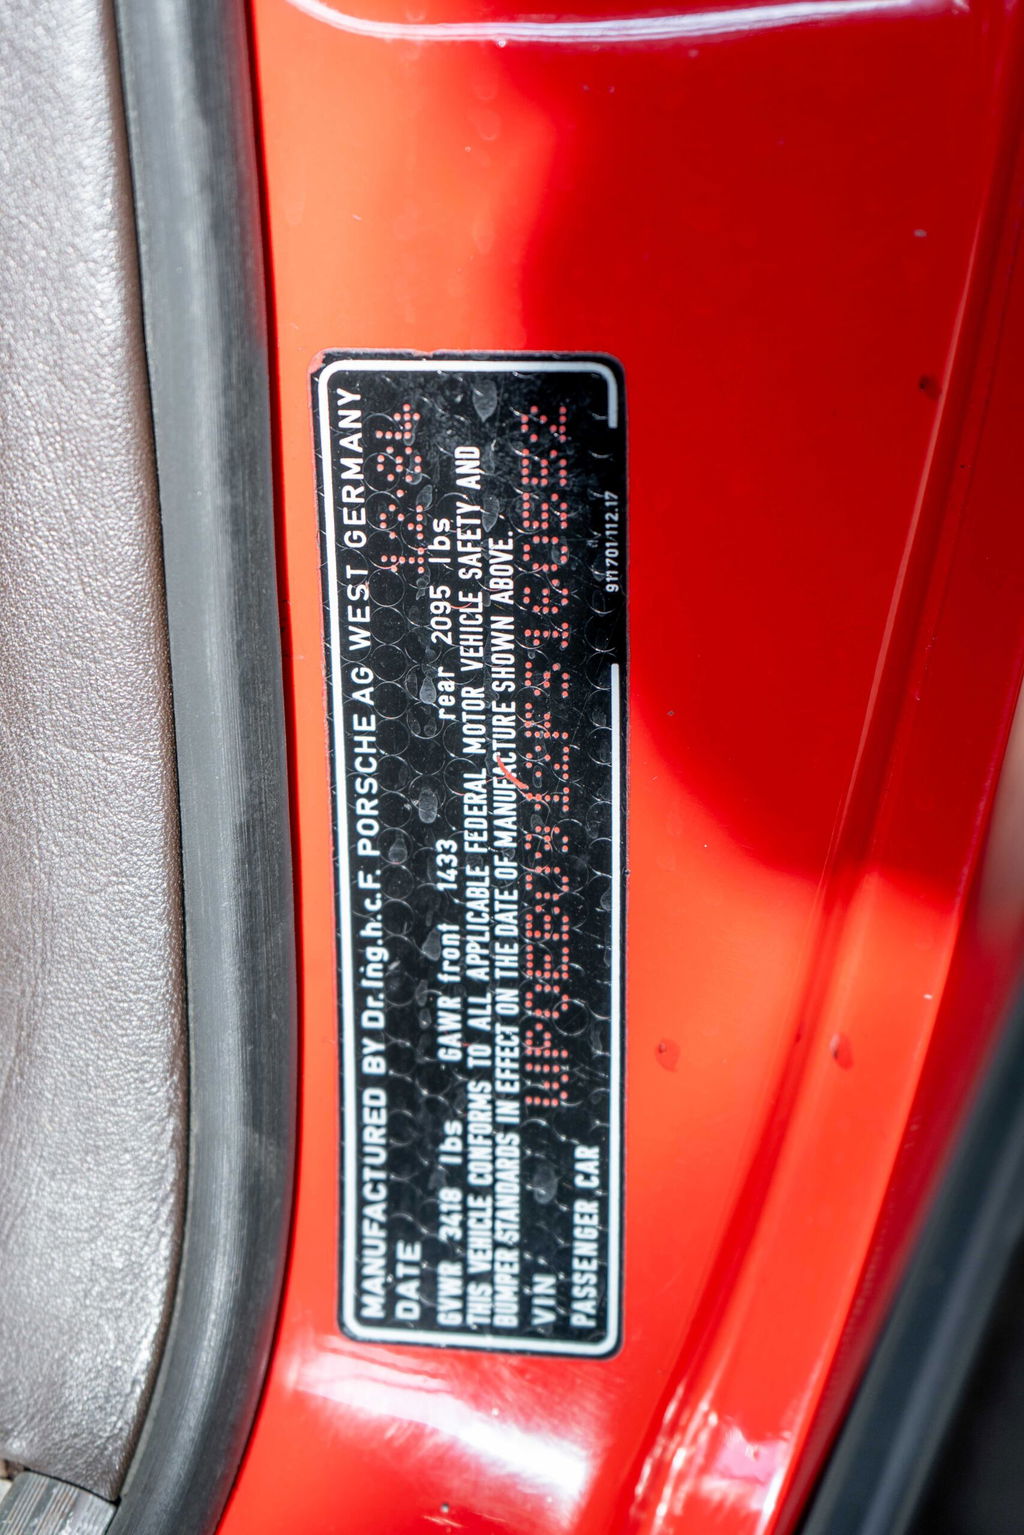 MANUFACTURED BY Dr.Ing.h.c.F. PORSCHE AG WEST GERMANY
DATE
GVWR 3418 lbs GAWR front 1433 rear 2095 lbs
THIS VEHICLE CONFORMS TO ALL APPLICABLE FEDERAL MOTOR VEHICLE SAFETY AND
BUMPER STANDARDS IN EFFECT ON THE DATE OF MANUFACTURE SHOWN ABOVE.
VIN
PASSENGER CAR
911 701 112.17